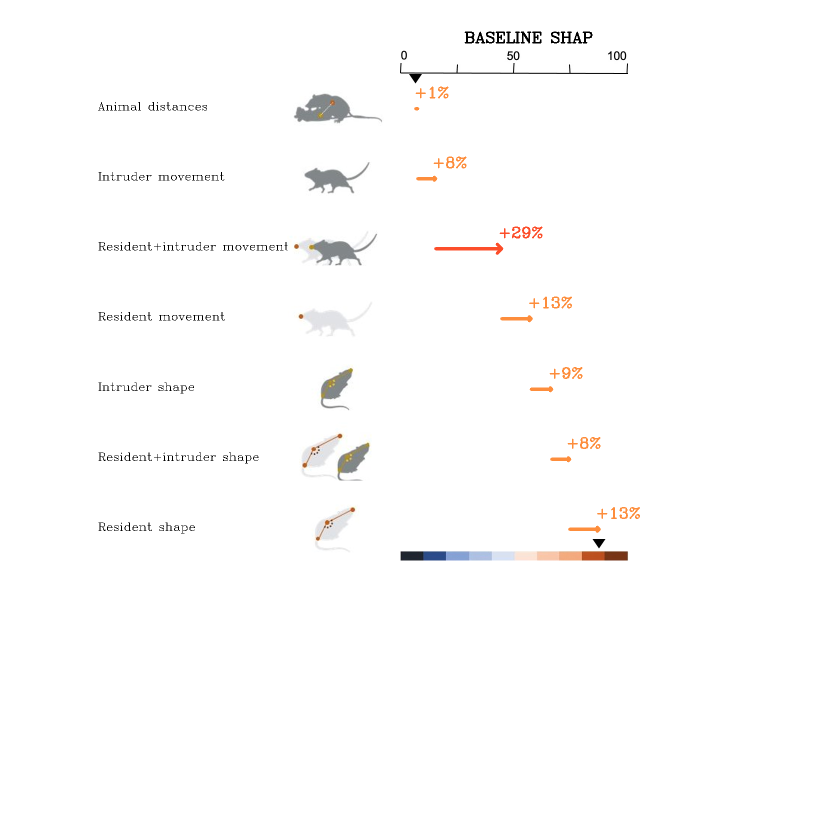 BASELINE SHAP
0 50 100
+1%
Animal distances
+8%
Intruder movement
+29%
Resident+intruder movement
+13%
Resident movement
+9%
Intruder shape
+8%
Resident+intruder shape
+13%
Resident shape